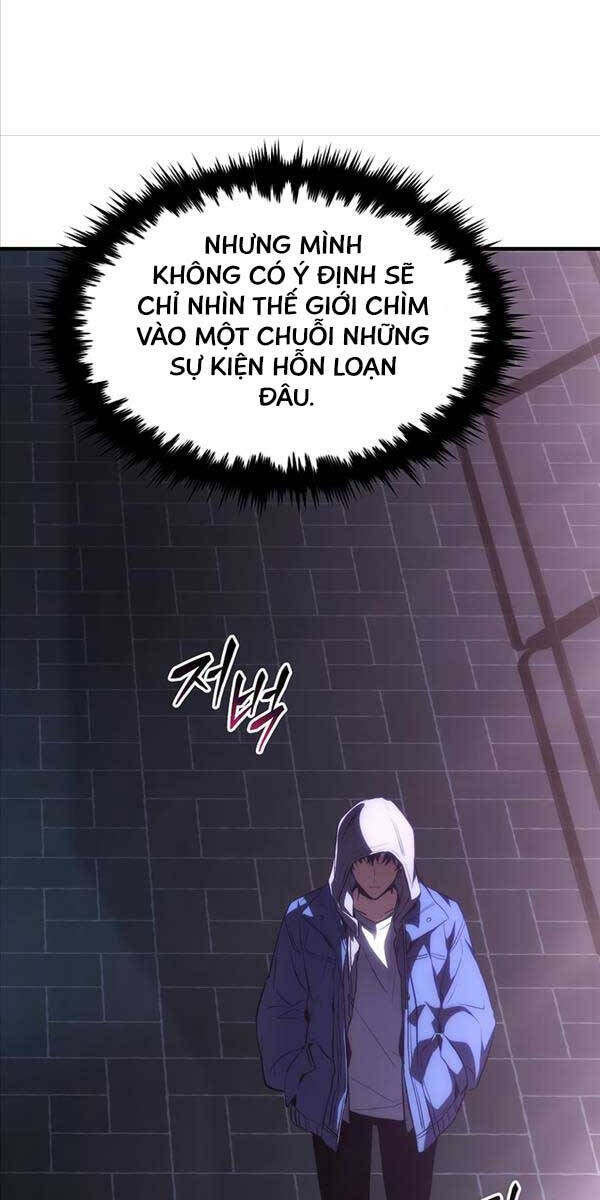 NHƯNG MÌNH
KHÔNG CÓ Ý ĐỊNH SẼ
CHỈ NHÌN THẾ GIỚI CHÌM
VÀO MỘT CHUỖI NHỮNG
SỰ KIỆN HỖN LOẠN
ĐÂU.
저벅